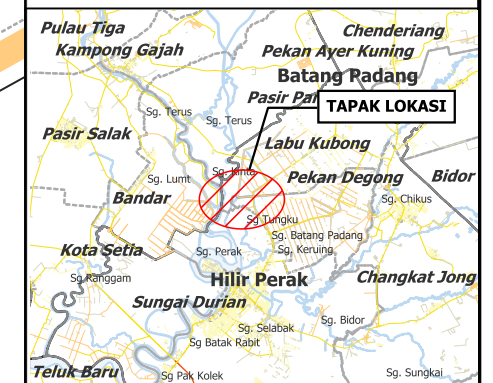 Pulau Tiga
Chenderiang
Kampong Gajah
Pekan Ayer Kuning
Batang Padang
Pasir
TAPAK LOKASI
Sg. Terus
Sg. Terus
Pasir Salak
Labu Kubong
Sg. Lumt
Pekan Degong
Bidor
Bandar
Sg. Chikus
Sg.Tungku
Sg. Batang Padang
Kota Setia
Sg. Perak
Sg. Keruing
Sg.Ranggam
Hilir Perak
Changkat Jong
Sungai Durian
Sg. Bidor
Sg. Selabak
Sg Batak Rabit
Teluk Baru
Sg Pak Kolek
Sg. Sungkai